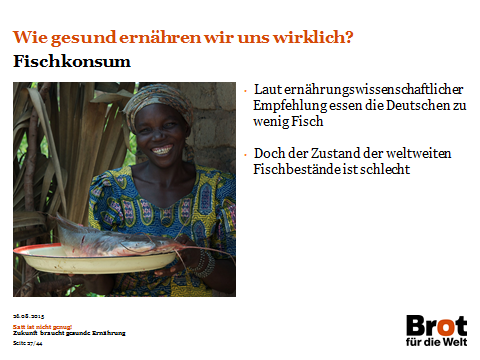 Wie gesund ernähren wir uns wirklich?
Fischkonsum
Laut ernährungswissenschaftlicher
Empfehlung essen die Deutschen zu
wenig Fisch
Doch der Zustand der weltweiten
Fischbestände ist schlecht
26.08.2015
Satt ist nicht genug!
Zukunft braucht gesunde Ernährung
Seite 27/44
Brot
für die Welt